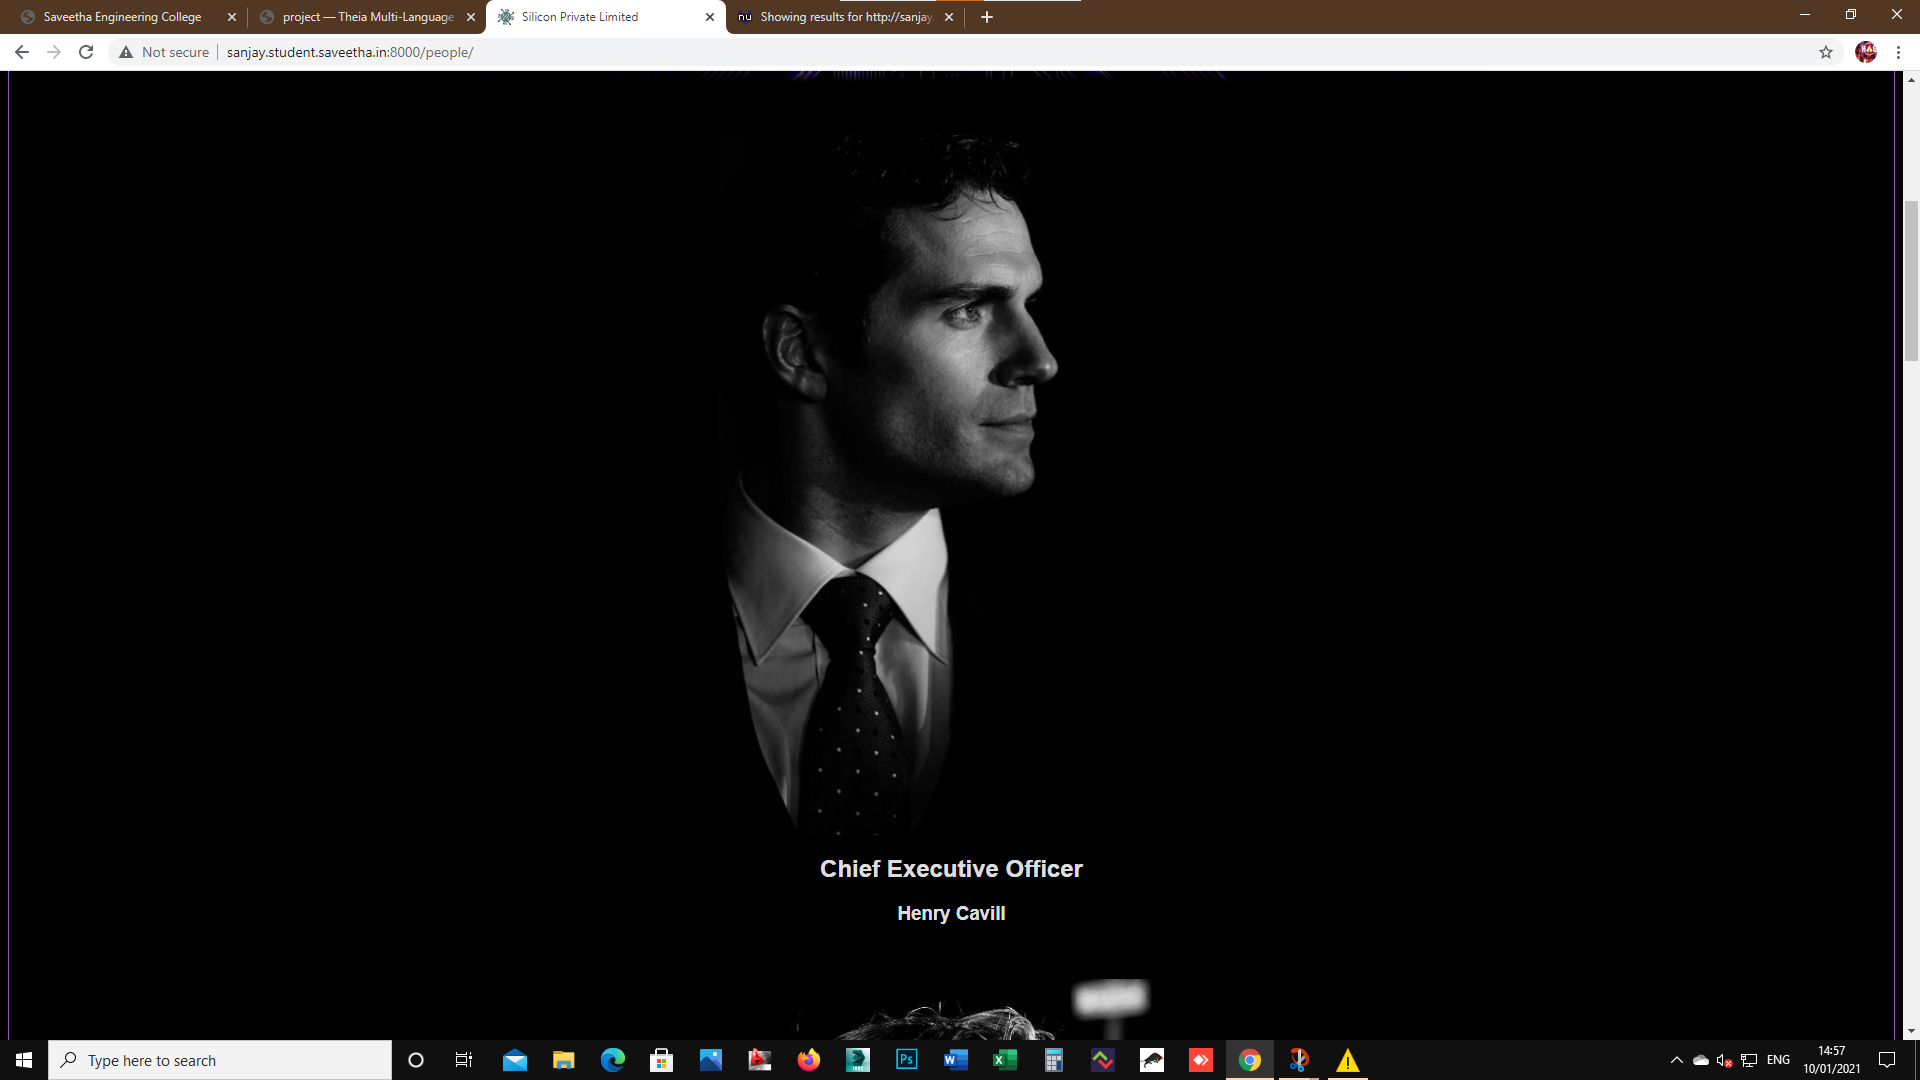 Saveetha Engineering College
project — Theia Multi-Language
Silicon Private Limited
Showing results for http://sanjay.
Not secure
sanjay.student.saveetha.in:8000/people/
Chief Executive Officer
Henry Cavill
Type here to search
ENG
14:57
10/01/2021